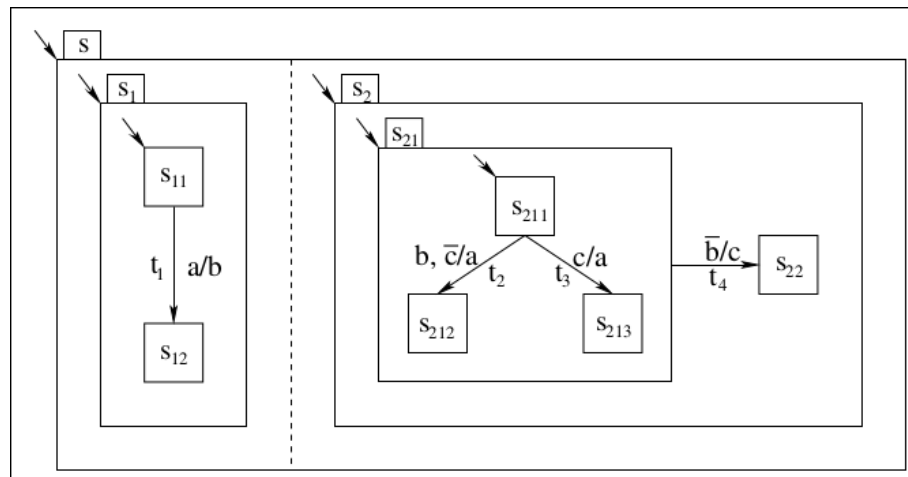 s
s₁
s₂
s₂₁
s₁₁
s₂₁₁
t₁ a/b
b, c̅/a
t₂
t₃
c/a
b̅/c
t₄
s₂₂
s₁₂
s₂₁₂
s₂₁₃